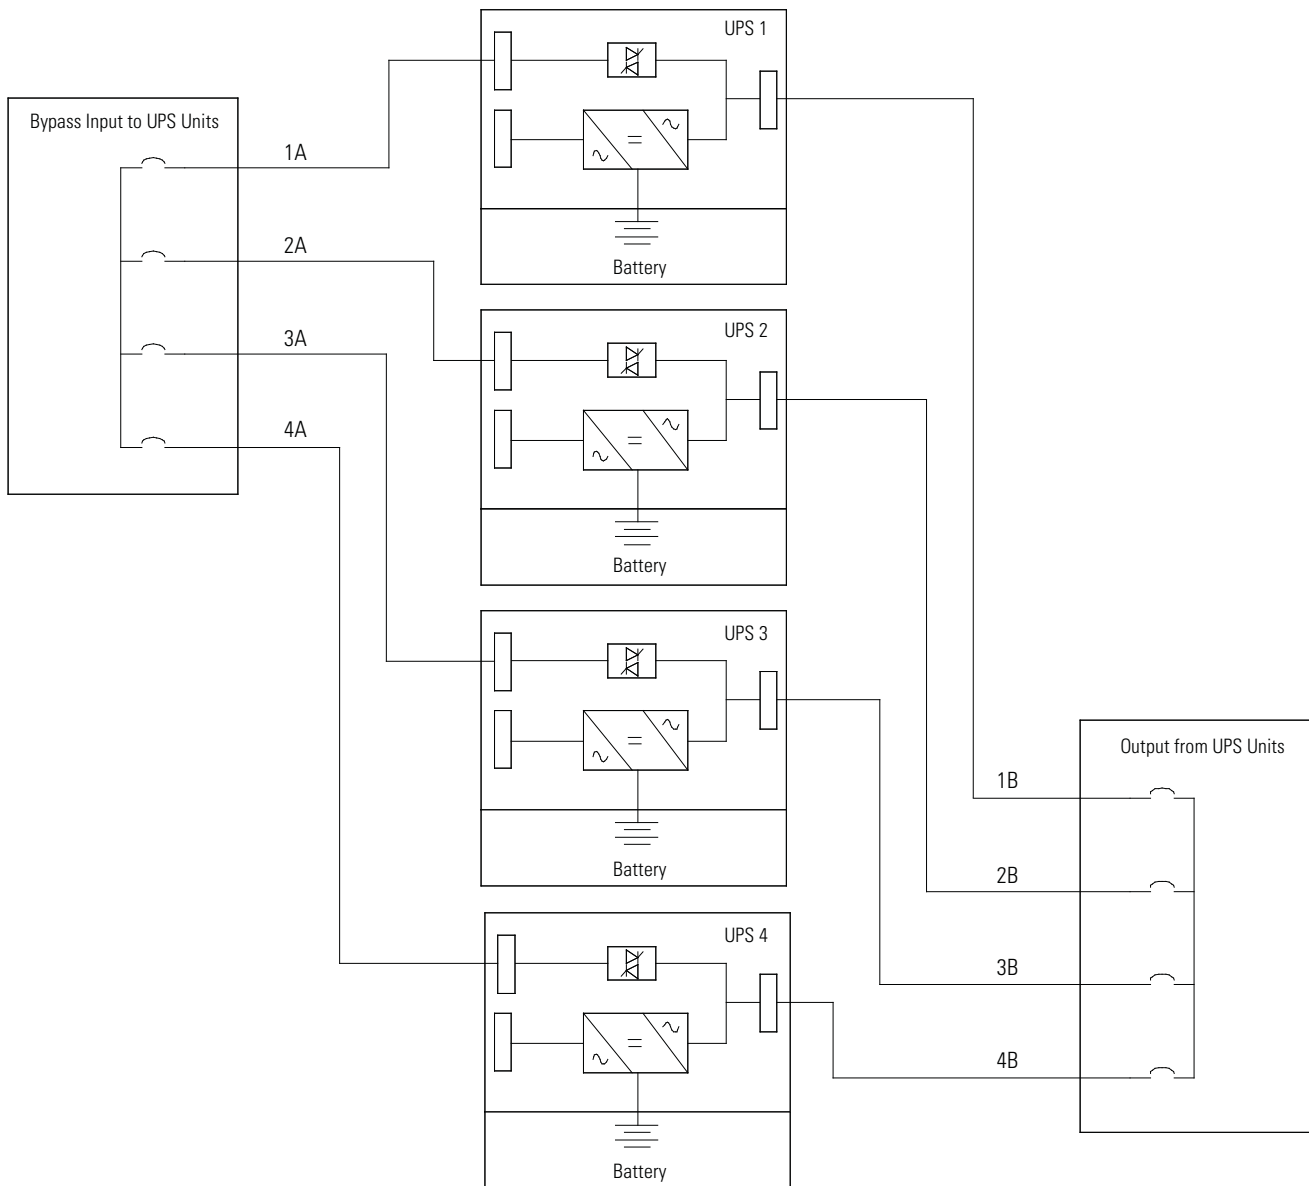 Bypass Input to UPS Units
1A
2A
3A
4A
UPS 1
Battery
UPS 2
Battery
UPS 3
Battery
UPS 4
Battery
Output from UPS Units
1B
2B
3B
4B